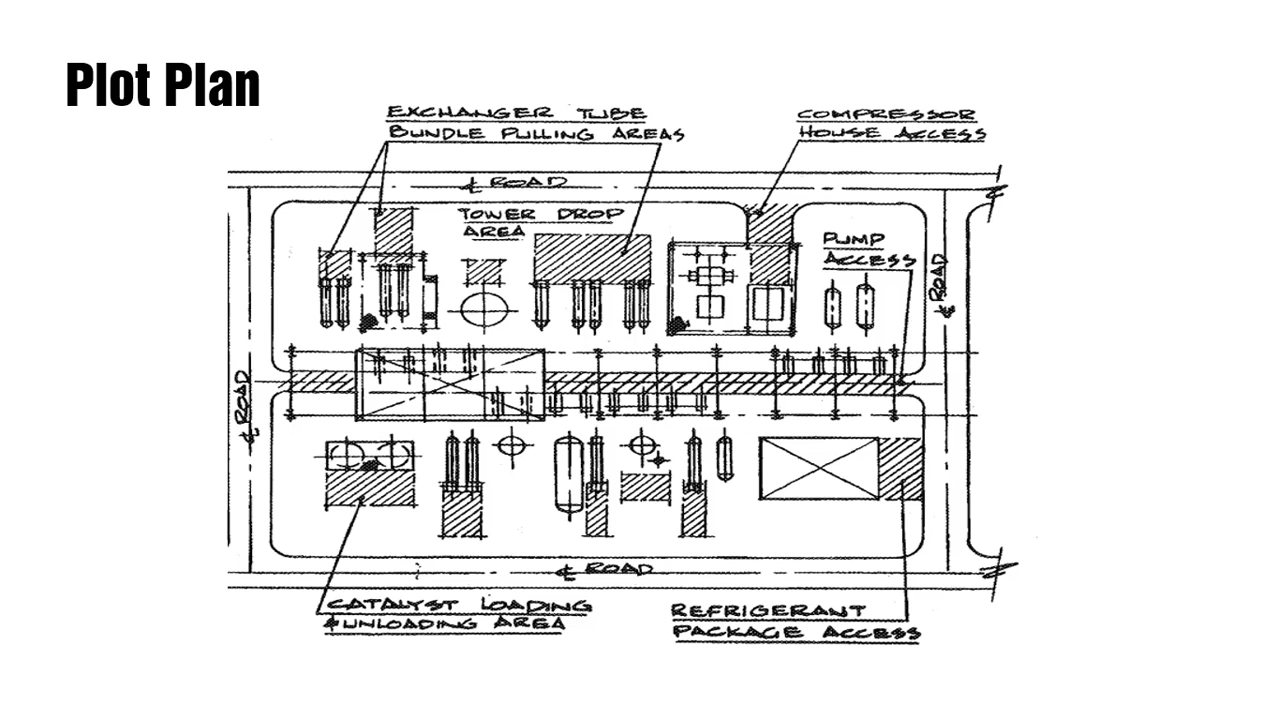 Plot Plan
EXCHANGER TUBE
BUNDLE PULLING AREAS
COMPRESSOR
HOUSE ACCESS
℄ ROAD
TOWER DROP
AREA
PUMP
ACCESS
℄ ROAD
℄ ROAD
℄ ROAD
CATALYST LOADING
& UNLOADING AREA
REFRIGERANT
PACKAGE ACCESS